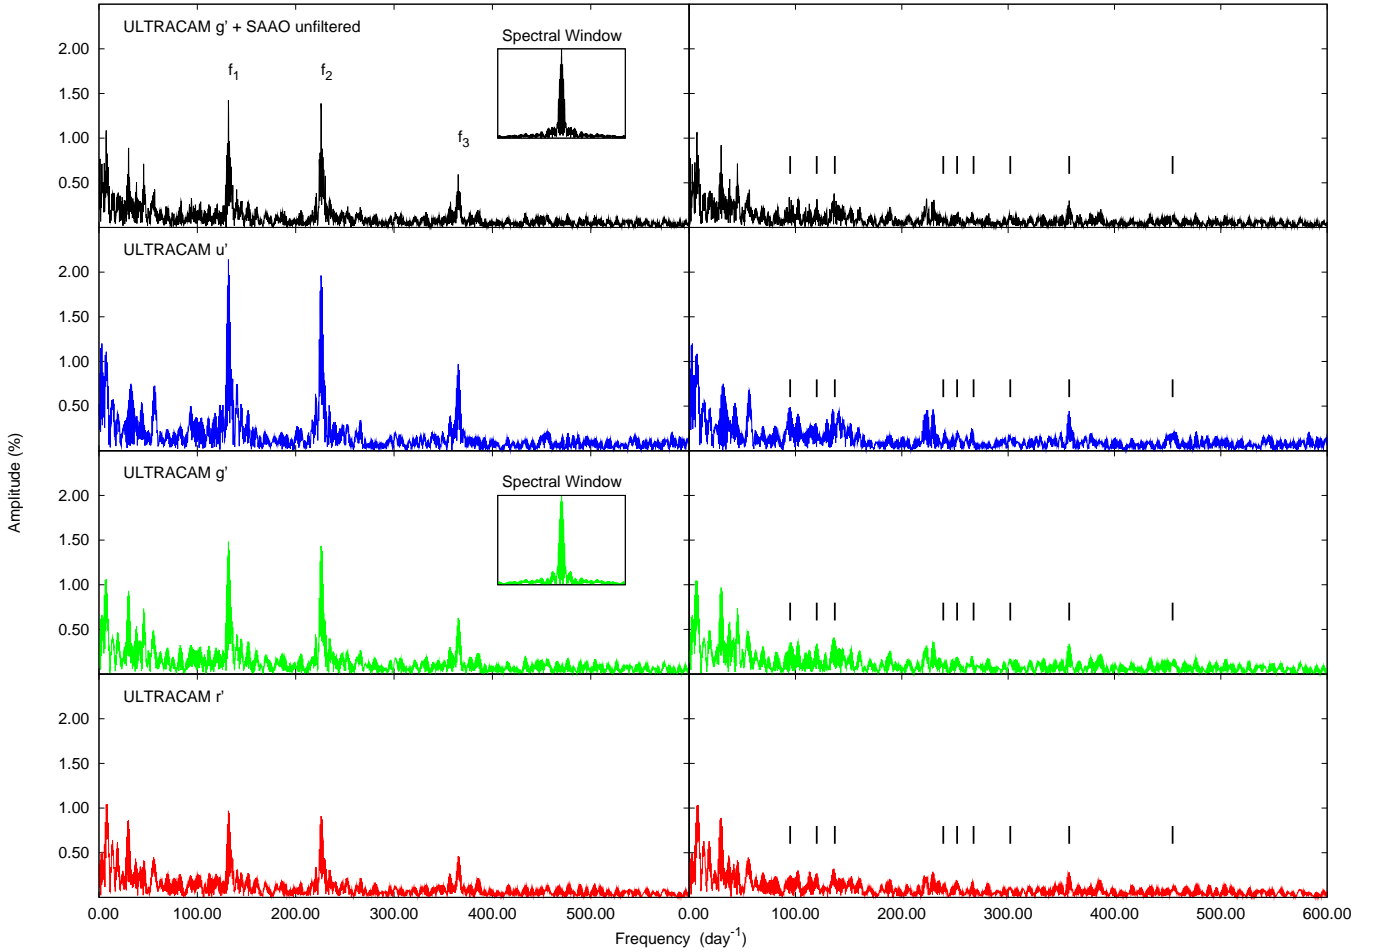 ULTRACAM g' + SAAO unfiltered
Spectral Window
f1
f2
f3
2.00
1.50
1.00
0.50
ULTRACAM u'
2.00
1.50
1.00
0.50
ULTRACAM g'
Spectral Window
2.00
1.50
1.00
0.50
ULTRACAM r'
2.00
1.50
1.00
0.50
Amplitude (%)
0.00 100.00 200.00 300.00 400.00 500.00 0.00 100.00 200.00 300.00 400.00 500.00 600.00
Frequency (day-1)